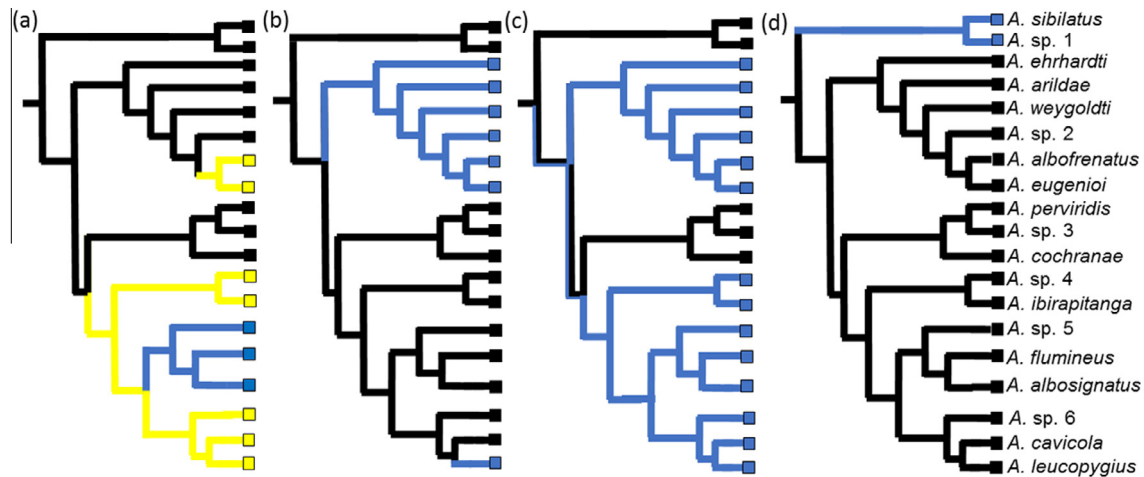 (a)
(b)
(c)
(d)
A. sibilatus
A. sp. 1
A. ehrhardti
A. arildae
A. weygoldti
A. sp. 2
A. albofrenatus
A. eugenioi
A. perviridis
A. sp. 3
A. cochranae
A. sp. 4
A. ibirapitanga
A. sp. 5
A. flumineus
A. albosignatus
A. sp. 6
A. cavicola
A. leucopygius